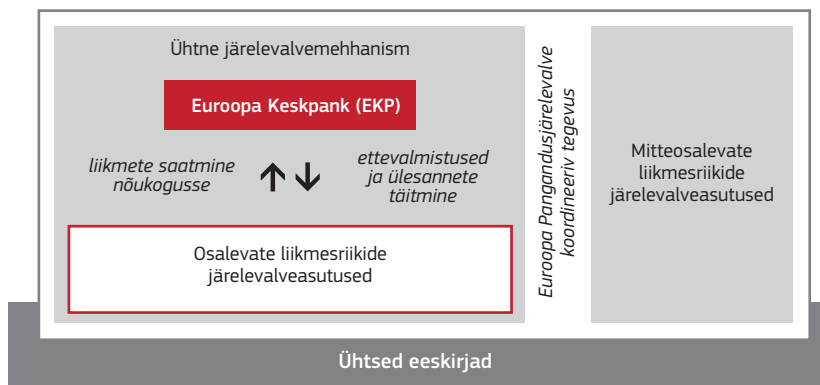 Ühtne järelevalvemehhanism
Euroopa Keskpank (EKP)
liikmete saatmine
nõukogusse
ettevalmistused
ja ülesannete
täitmine
Osalevate liikmesriikide
järelevalveasutused
Euroopa Pangandusjärelevalve
koordineeriv tegevus
Mitteosalevate
liikmesriikide
järelevalveasutused
Ühtsed eeskirjad